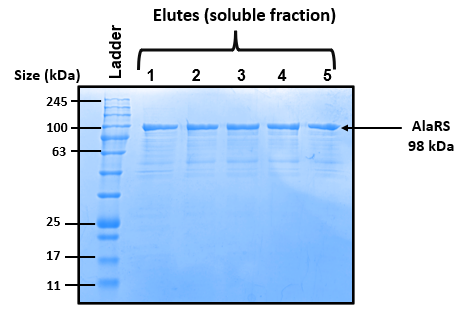 Elutes (soluble fraction)
Ladder
Size (kDa)
1 2 3 4 5
245
100
63
25
17
11
AlaRS
98 kDa